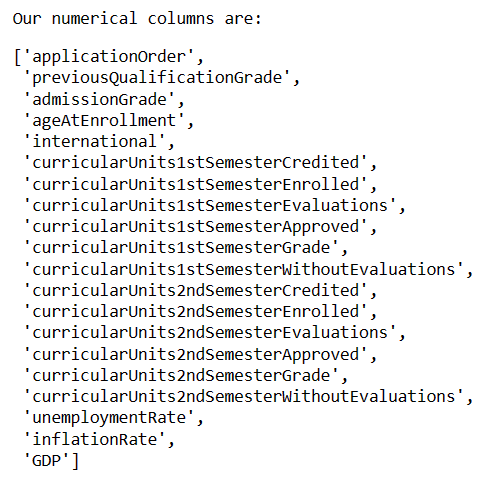 Our numerical columns are:
['applicationOrder',
 'previousQualificationGrade',
 'admissionGrade',
 'ageAtEnrollment',
 'international',
 'curricularUnits1stSemesterCredited',
 'curricularUnits1stSemesterEnrolled',
 'curricularUnits1stSemesterEvaluations',
 'curricularUnits1stSemesterApproved',
 'curricularUnits1stSemesterGrade',
 'curricularUnits1stSemesterWithoutEvaluations',
 'curricularUnits2ndSemesterCredited',
 'curricularUnits2ndSemesterEnrolled',
 'curricularUnits2ndSemesterEvaluations',
 'curricularUnits2ndSemesterApproved',
 'curricularUnits2ndSemesterGrade',
 'curricularUnits2ndSemesterWithoutEvaluations',
 'unemploymentRate',
 'inflationRate',
 'GDP']